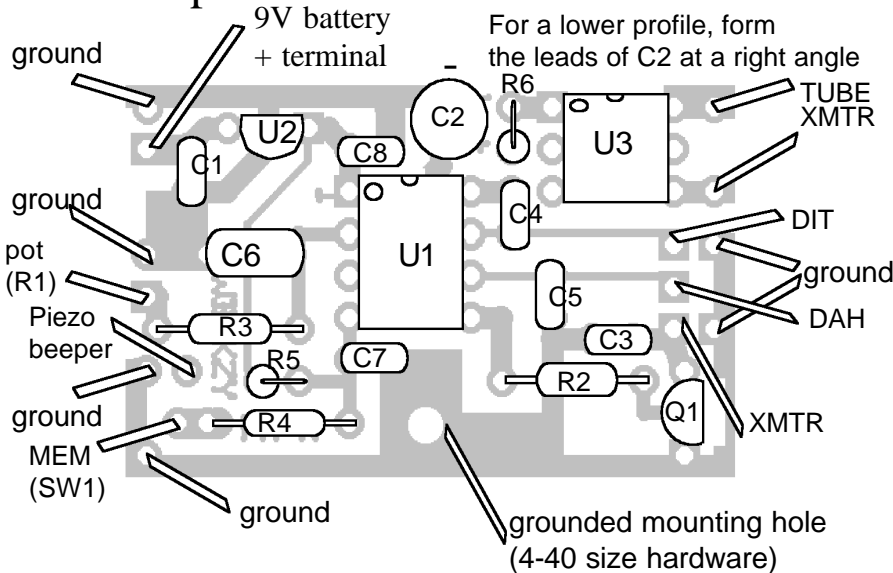 9V battery
+ terminal
For a lower profile, form
the leads of C2 at a right angle
ground
-
R6
TUBE
XMTR
U2
C2
C8
U3
C1
ground
C4
DIT
pot
(R1)
C6
U1
ground
C5
DAH
Piezo
beeper
R3
C3
R5
C7
R2
ground
R4
Q1
XMTR
MEM
(SW1)
ground
grounded mounting hole
(4-40 size hardware)